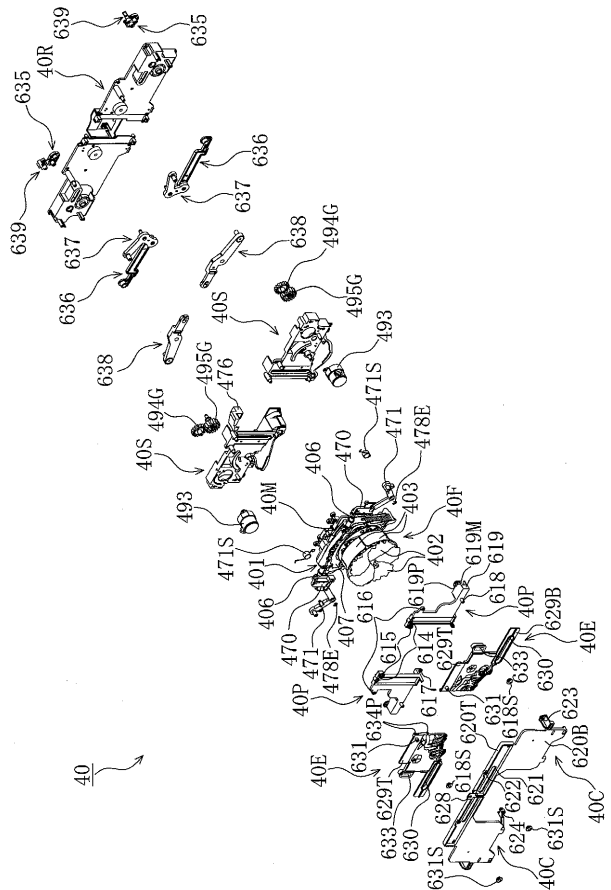 639
635
40R
635
639
636
637
637
636
638
494G
495G
40S
638
493
495G
476
494G
471S
40S
471
478E
470
406
40M
403
493
40F
471S
402
401
619M
406
616
619P
619
470
407
618
471
615
40P
478E
614
629B
629T
40E
40P
617
633
634P
630
631
631
618S
620T
40E
629T
618S
623
633
628
620B
630
622
621
40C
624
631S
631S
40C
40